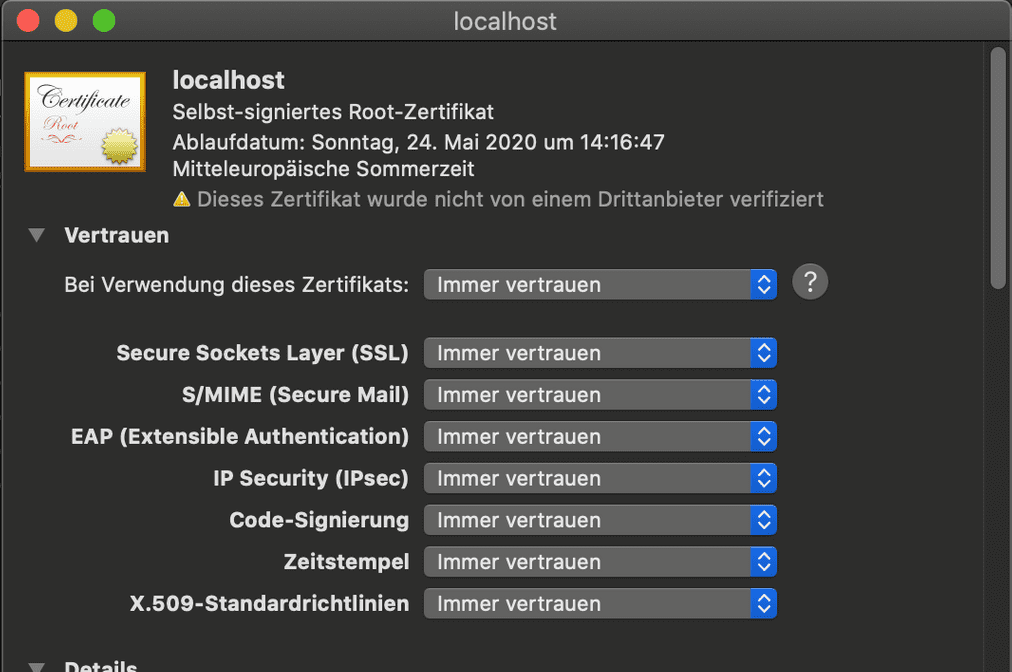 localhost
Certificate
Root
localhost
Selbst-signiertes Root-Zertifikat
Ablaufdatum: Sonntag, 24. Mai 2020 um 14:16:47
Mitteleuropäische Sommerzeit
Dieses Zertifikat wurde nicht von einem Drittanbieter verifiziert
Vertrauen
Bei Verwendung dieses Zertifikats: Immer vertrauen ?
Secure Sockets Layer (SSL) Immer vertrauen
S/MIME (Secure Mail) Immer vertrauen
EAP (Extensible Authentication) Immer vertrauen
IP Security (IPsec) Immer vertrauen
Code-Signierung Immer vertrauen
Zeitstempel Immer vertrauen
X.509-Standardrichtlinien Immer vertrauen
Details